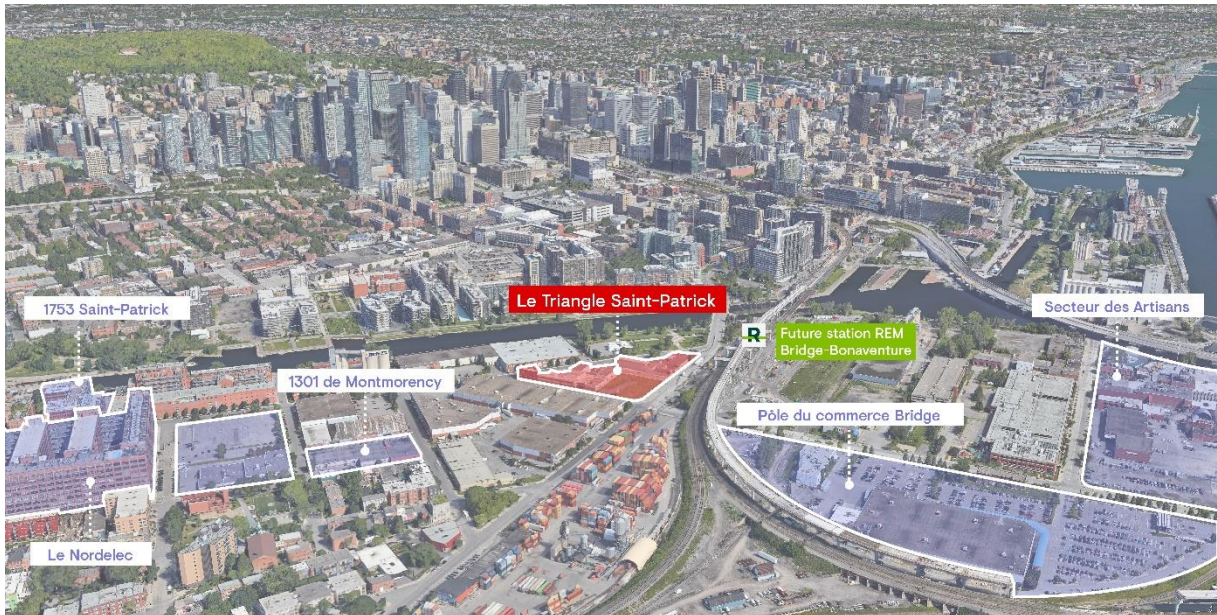 1753 Saint-Patrick
Le Triangle Saint-Patrick
Secteur des Artisans
R
Future station REM
Bridge-Bonaventure
1301 de Montmorency
Pôle du commerce Bridge
Le Nordelec